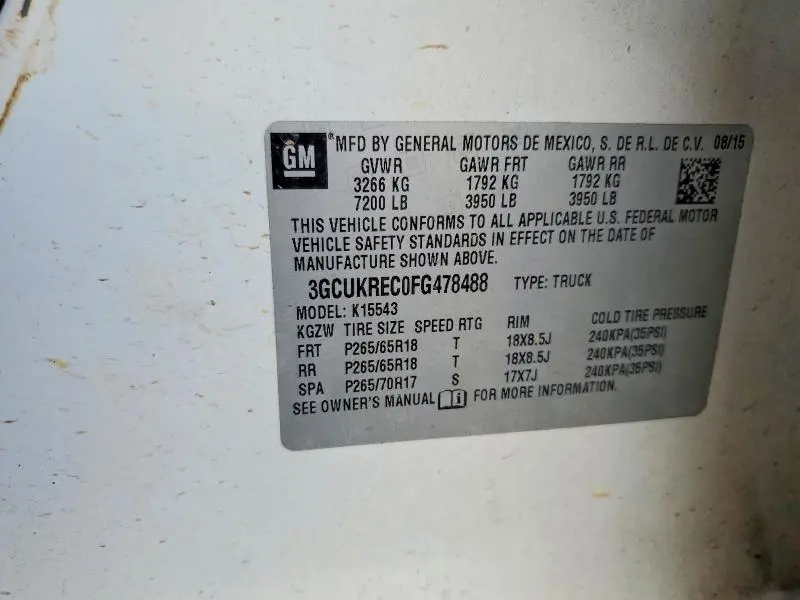 GM ® MFD BY GENERAL MOTORS DE MEXICO, S. DE R.L. DE C.V. 08/15
GVWR GAWR FRT GAWR RR
3266 KG 1792 KG 1792 KG
7200 LB 3950 LB 3950 LB
THIS VEHICLE CONFORMS TO ALL APPLICABLE U.S. FEDERAL MOTOR
VEHICLE SAFETY STANDARDS IN EFFECT ON THE DATE OF
MANUFACTURE SHOWN ABOVE.
3GCUKREC0FG478488 TYPE: TRUCK
MODEL: K15543
KGZW TIRE SIZE SPEED RTG RIM COLD TIRE PRESSURE
FRT P265/65R18 T 18X8.5J 240KPA(35PSI)
RR P265/65R18 T 18X8.5J 240KPA(35PSI)
SPA P265/70R17 S 17X7J 240KPA(35PSI)
SEE OWNER'S MANUAL i FOR MORE INFORMATION.